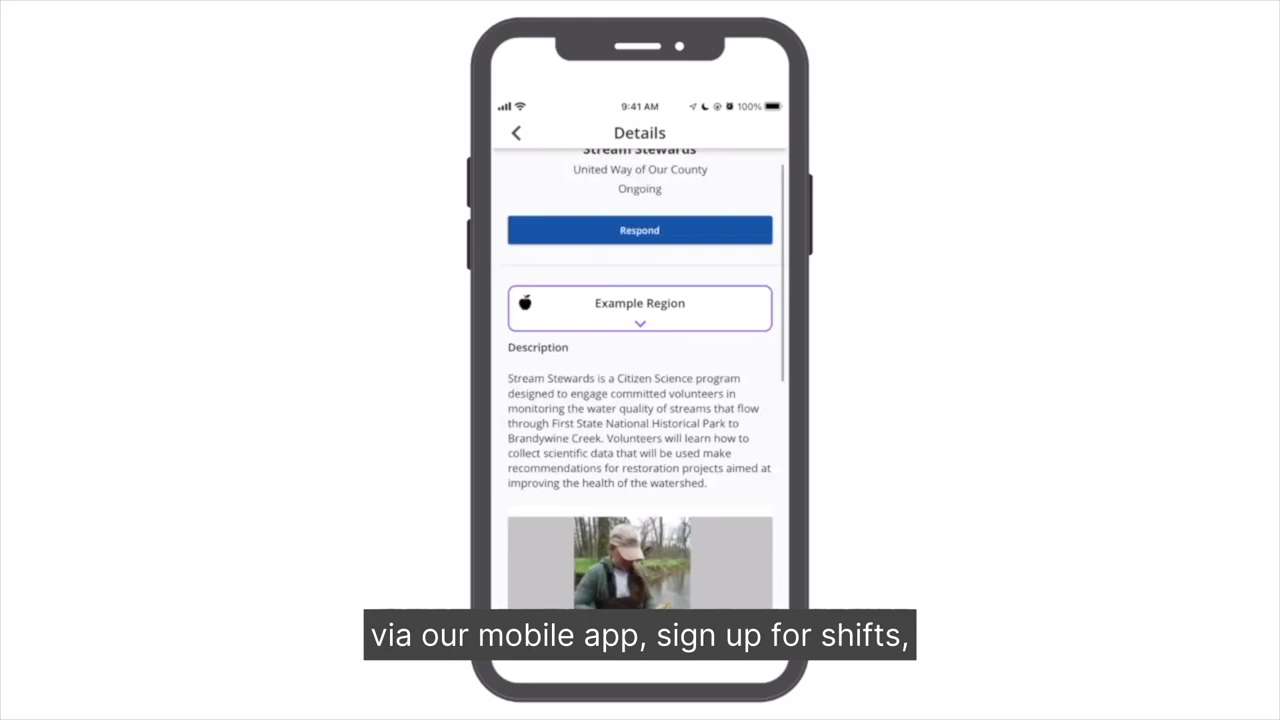 9:41 AM
100%
Details
Stream Stewards
United Way of Our County
Ongoing
Respond
Example Region
Description
Stream Stewards is a Citizen Science program
designed to engage committed volunteers in
monitoring the water quality of streams that flow
through First State National Historical Park to
Brandywine Creek. Volunteers will learn how to
collect scientific data that will be used make
recommendations for restoration projects aimed at
improving the health of the watershed.
via our mobile app, sign up for shifts,